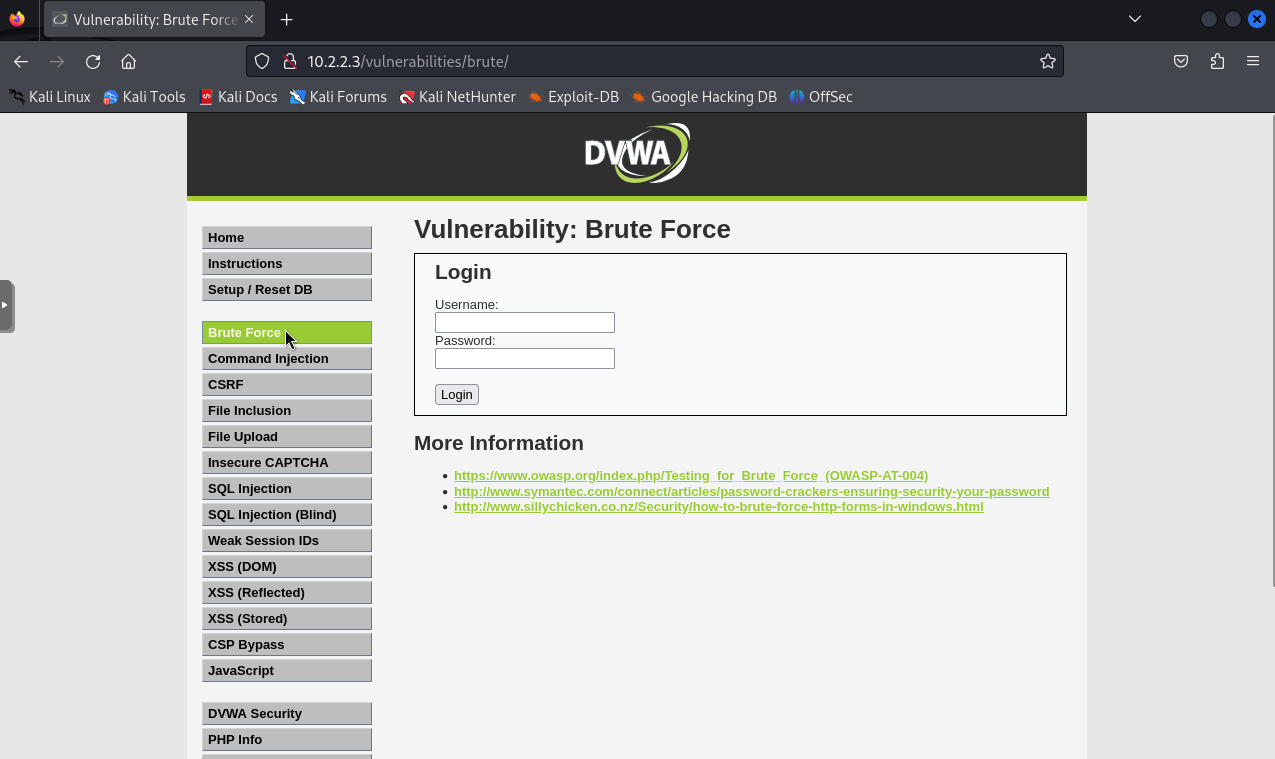 Vulnerability: Brute Force
10.2.2.3/vulnerabilities/brute/
Kali Linux Kali Tools Kali Docs Kali Forums Kali NetHunter Exploit-DB Google Hacking DB OffSec
DVWA
Home
Instructions
Setup / Reset DB
Brute Force
Command Injection
CSRF
File Inclusion
File Upload
Insecure CAPTCHA
SQL Injection
SQL Injection (Blind)
Weak Session IDs
XSS (DOM)
XSS (Reflected)
XSS (Stored)
CSP Bypass
JavaScript
DVWA Security
PHP Info
Vulnerability: Brute Force
Login
Username:
Password:
Login
More Information
https://www.owasp.org/index.php/Testing_for_Brute_Force_(OWASP-AT-004)
http://www.symantec.com/connect/articles/password-crackers-ensuring-security-your-password
http://www.sillychicken.co.nz/Security/how-to-brute-force-http-forms-in-windows.html